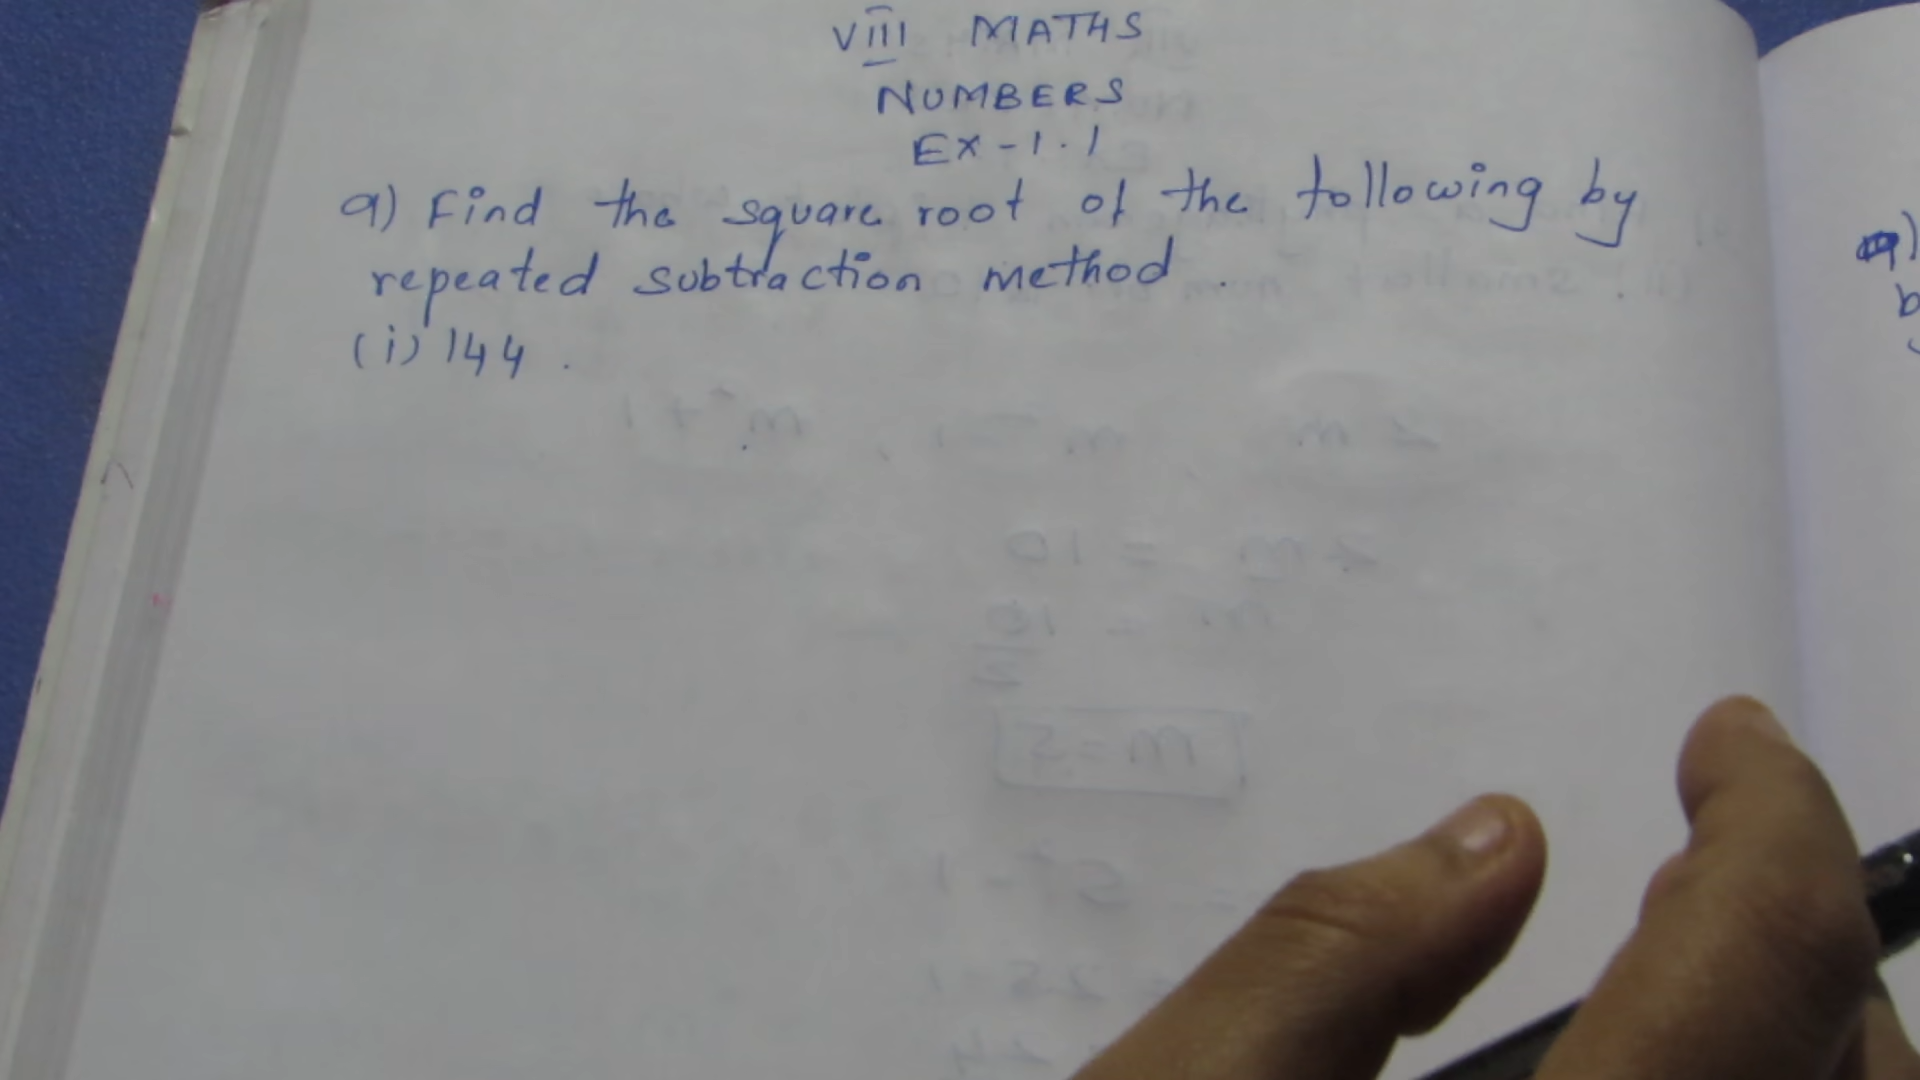 VIII MATHS
NUMBERS
EX-1.1
9) Find the square root of the following by
repeated subtraction method.
(i) 144.